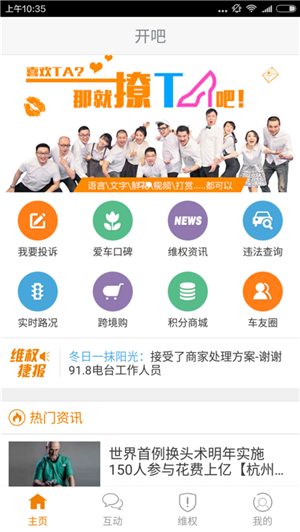 上午10:35
开吧
喜欢TA?
那就撩TA吧!
语言\文字\鲜花\视频\打赏.....都可以
NEWS
我要投诉
爱车口碑
维权资讯
违法查询
实时路况
跨境购
积分商城
车友圈
维权
捷报
冬日一抹阳光：接受了商家处理方案-谢谢
91.8电台工作人员
热门资讯
世界首例换头术明年实施
150人参与花费上亿【杭州...
主页
互动
维权
我的